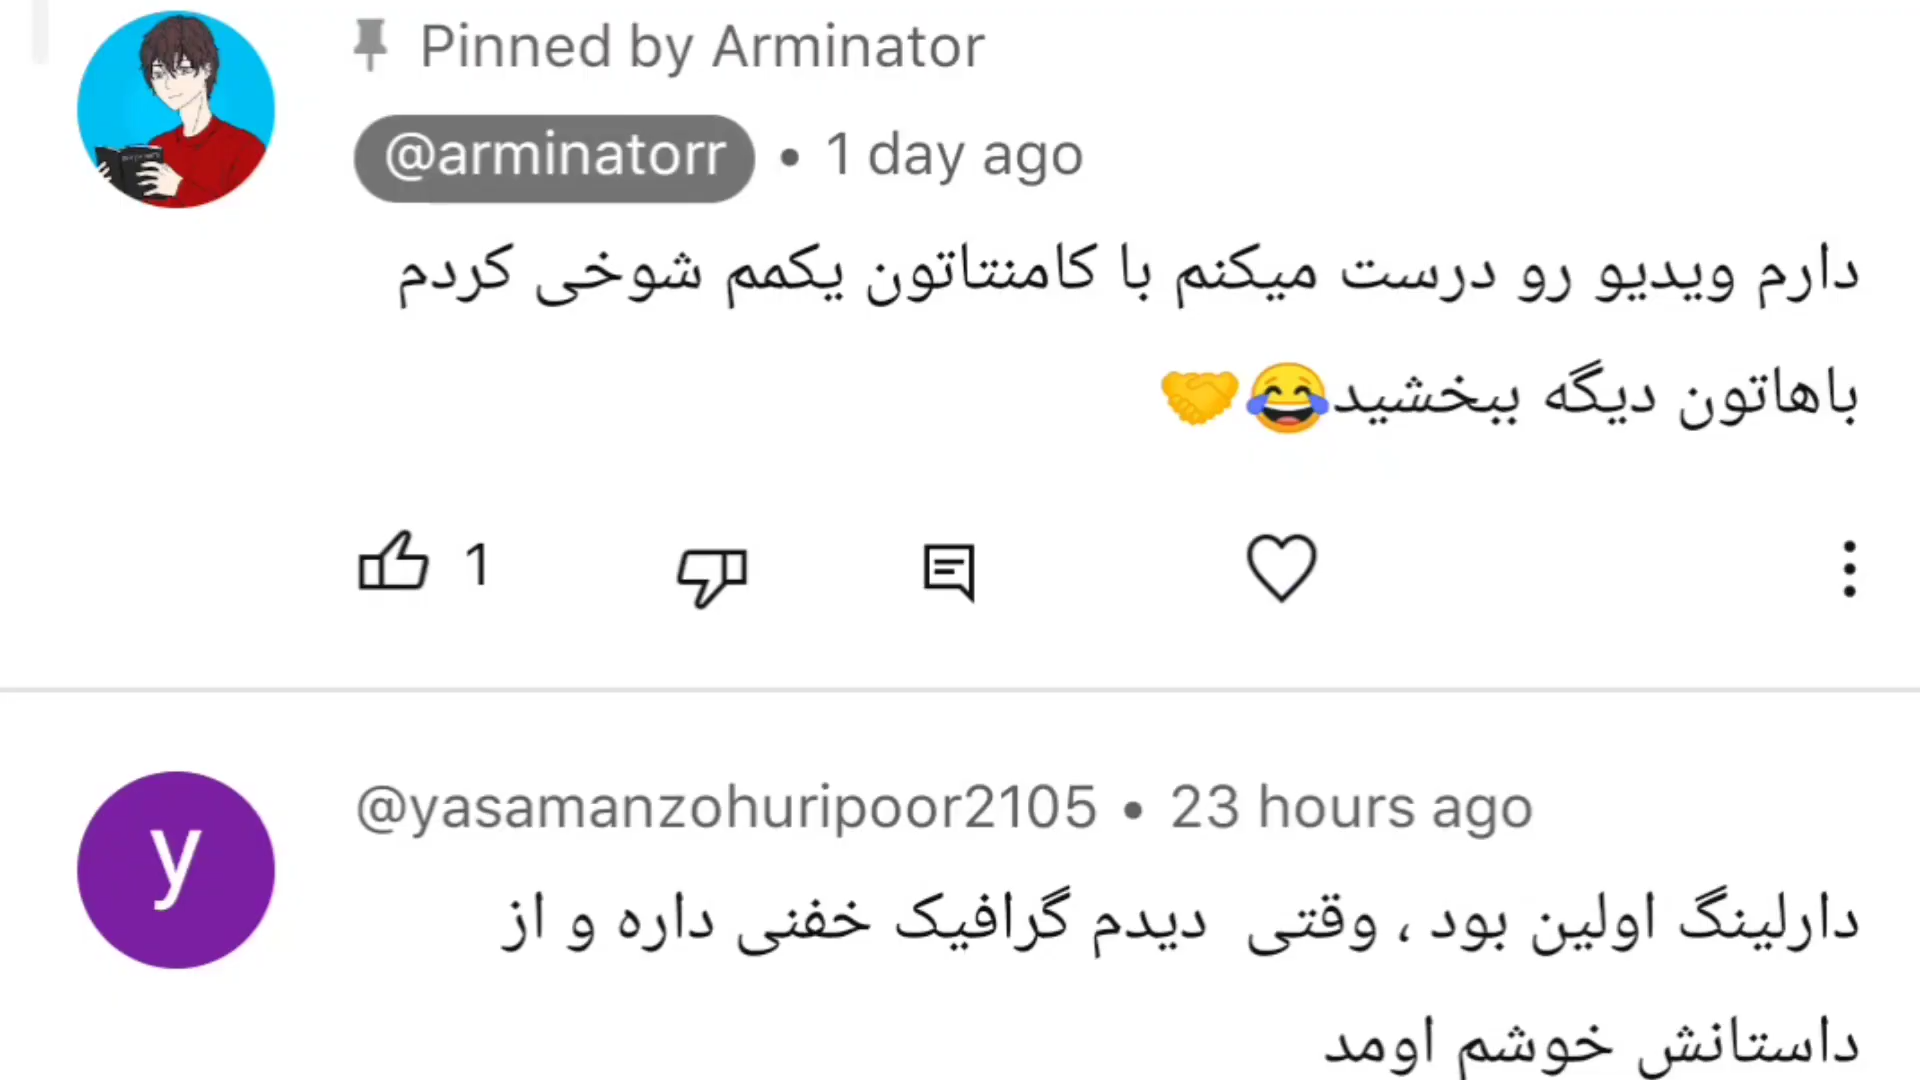 Pinned by Arminator
@arminatorr • 1 day ago
دارم ویدیو رو درست میکنم با کامنتاتون یکمم شوخی کردم
باهاتون دیگه ببخشید😂🤝
1
y
@yasamanzohuripoor2105 • 23 hours ago
دارلینگ اولین بود ، وقتی  دیدم گرافیک خفنی داره و از
داستانش خوشم اومد